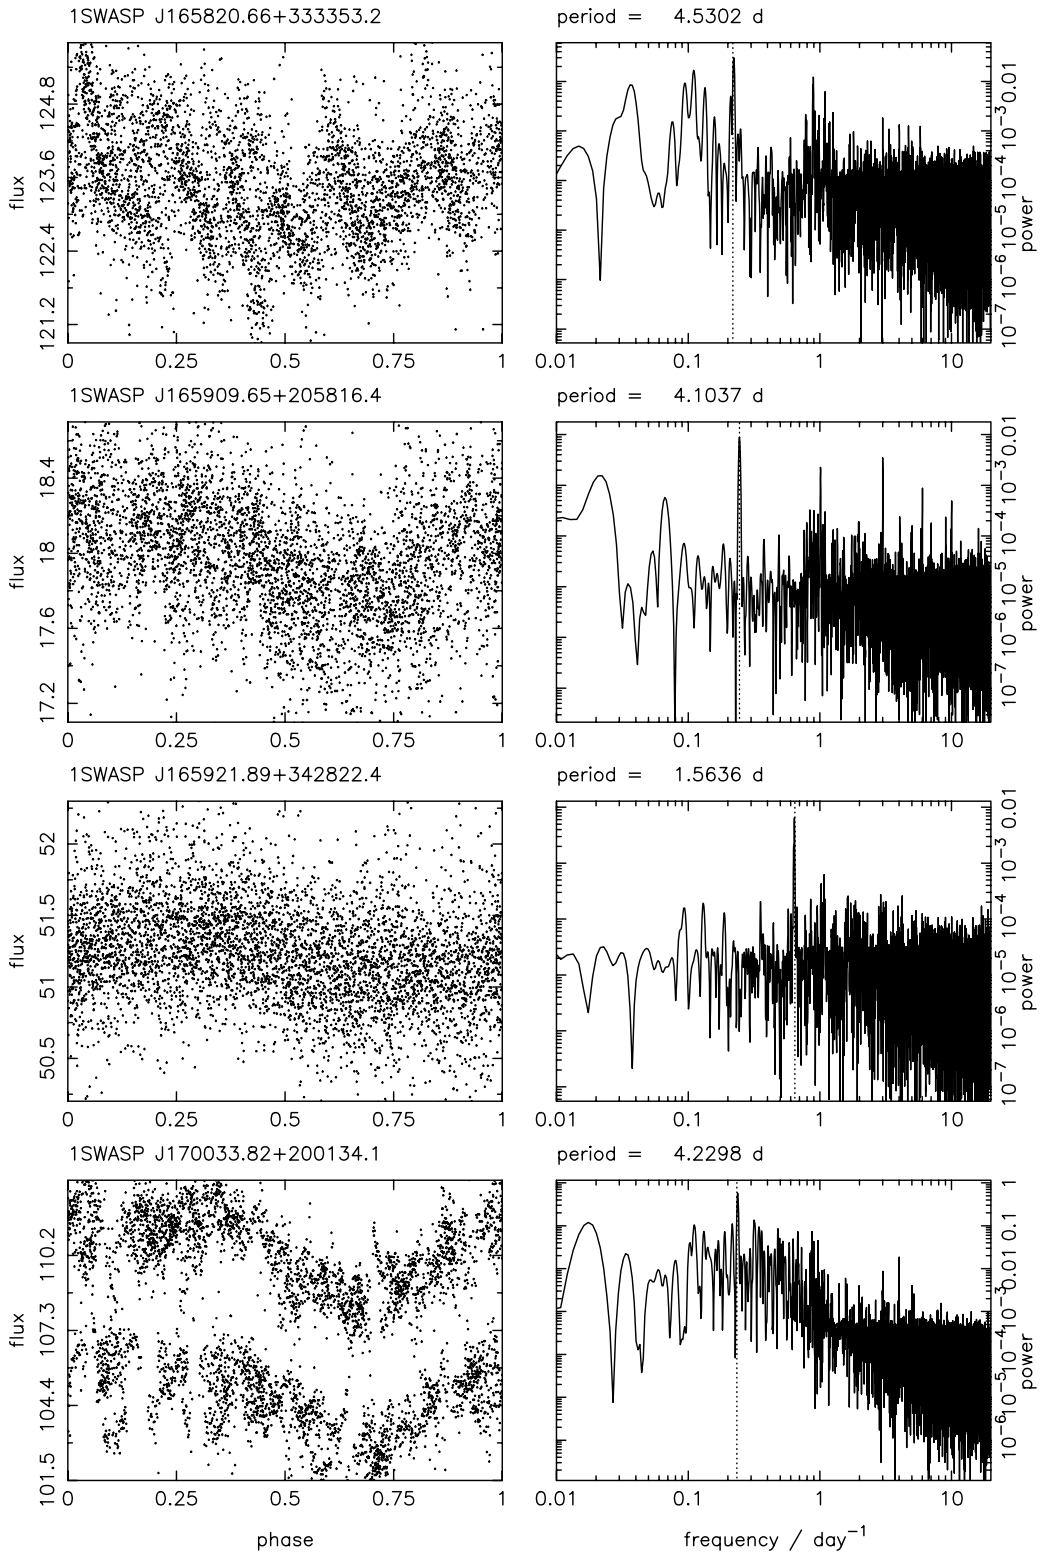 1SWASP J165820.66+333353.2 period = 4.5302 d
flux
124.8
123.6
122.4
121.2
0 0.25 0.5 0.75 1
0.01 10⁻³ 10⁻⁴ 10⁻⁵ 10⁻⁶ 10⁻⁷
power
0.01 0.1 1 10
1SWASP J165909.65+205816.4 period = 4.1037 d
flux
18.4
18
17.6
17.2
0 0.25 0.5 0.75 1
0.01 10⁻³ 10⁻⁴ 10⁻⁵ 10⁻⁶ 10⁻⁷
power
0.01 0.1 1 10
1SWASP J165921.89+342822.4 period = 1.5636 d
flux
52
51.5
51
50.5
0 0.25 0.5 0.75 1
0.01 10⁻³ 10⁻⁴ 10⁻⁵ 10⁻⁶ 10⁻⁷
power
0.01 0.1 1 10
1SWASP J170033.82+200134.1 period = 4.2298 d
flux
110.2
107.3
104.4
101.5
0 0.25 0.5 0.75 1
1 0.1 0.01 10⁻³ 10⁻⁴ 10⁻⁵ 10⁻⁶
power
0.01 0.1 1 10
phase frequency / day⁻¹